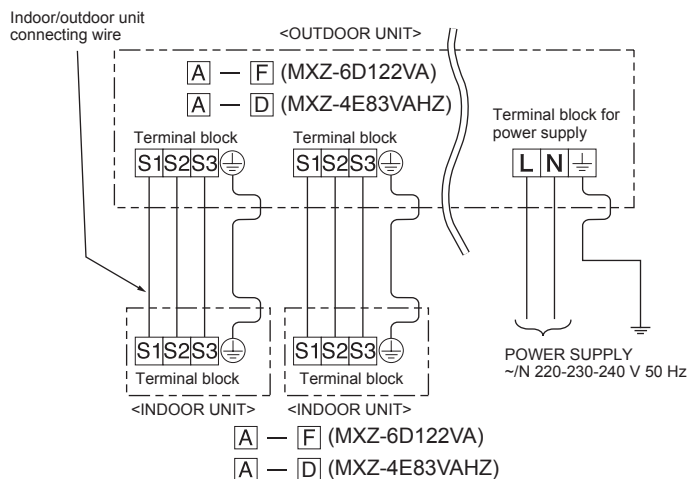 Indoor/outdoor unit
connecting wire
<OUTDOOR UNIT>
A — F (MXZ-6D122VA)
A — D (MXZ-4E83VAHZ)
Terminal block for
power supply
Terminal block
Terminal block
S1 S2 S3
S1 S2 S3
L N
S1 S2 S3
S1 S2 S3
Terminal block
Terminal block
POWER SUPPLY
~/N 220-230-240 V 50 Hz
<INDOOR UNIT>
<INDOOR UNIT>
A — F (MXZ-6D122VA)
A — D (MXZ-4E83VAHZ)